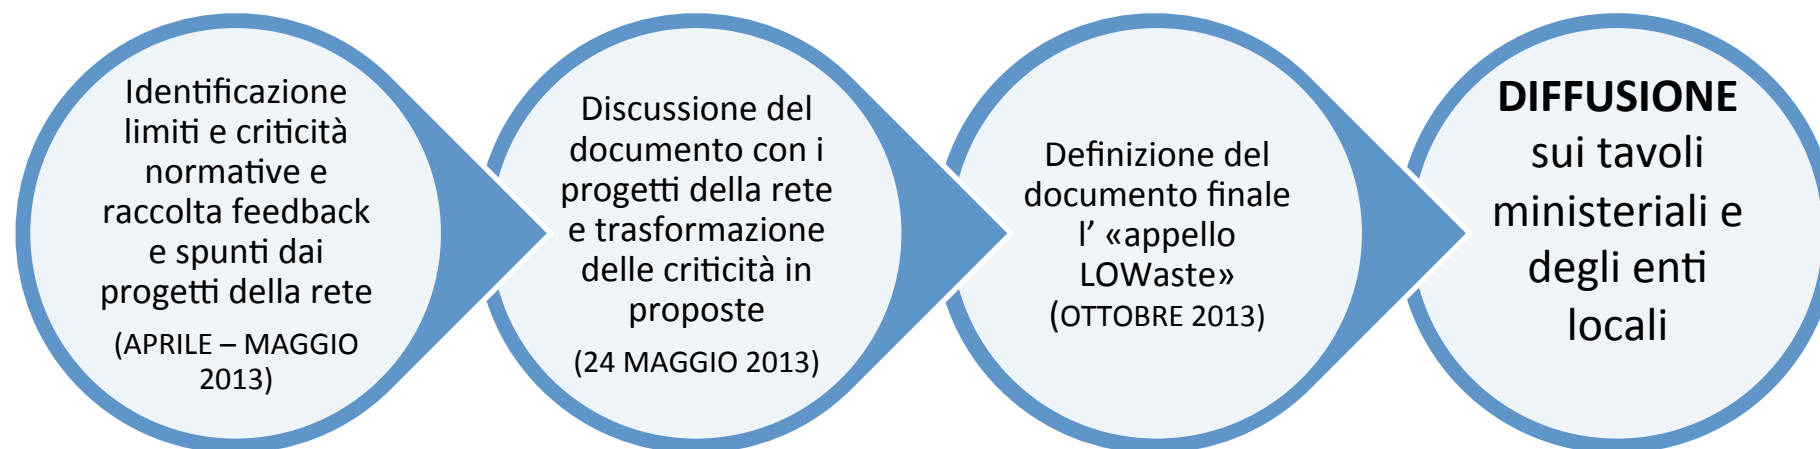 Identificazione
limiti e criticità
normative e
raccolta feedback
e spunti dai
progetti della rete
(APRILE – MAGGIO
2013)
Discussione del
documento con i
progetti della rete
e trasformazione
delle criticità in
proposte
(24 MAGGIO 2013)
Definizione del
documento finale
l’ «appello
LOWaste»
(OTTOBRE 2013)
DIFFUSIONE
sui tavoli
ministeriali e
degli enti
locali